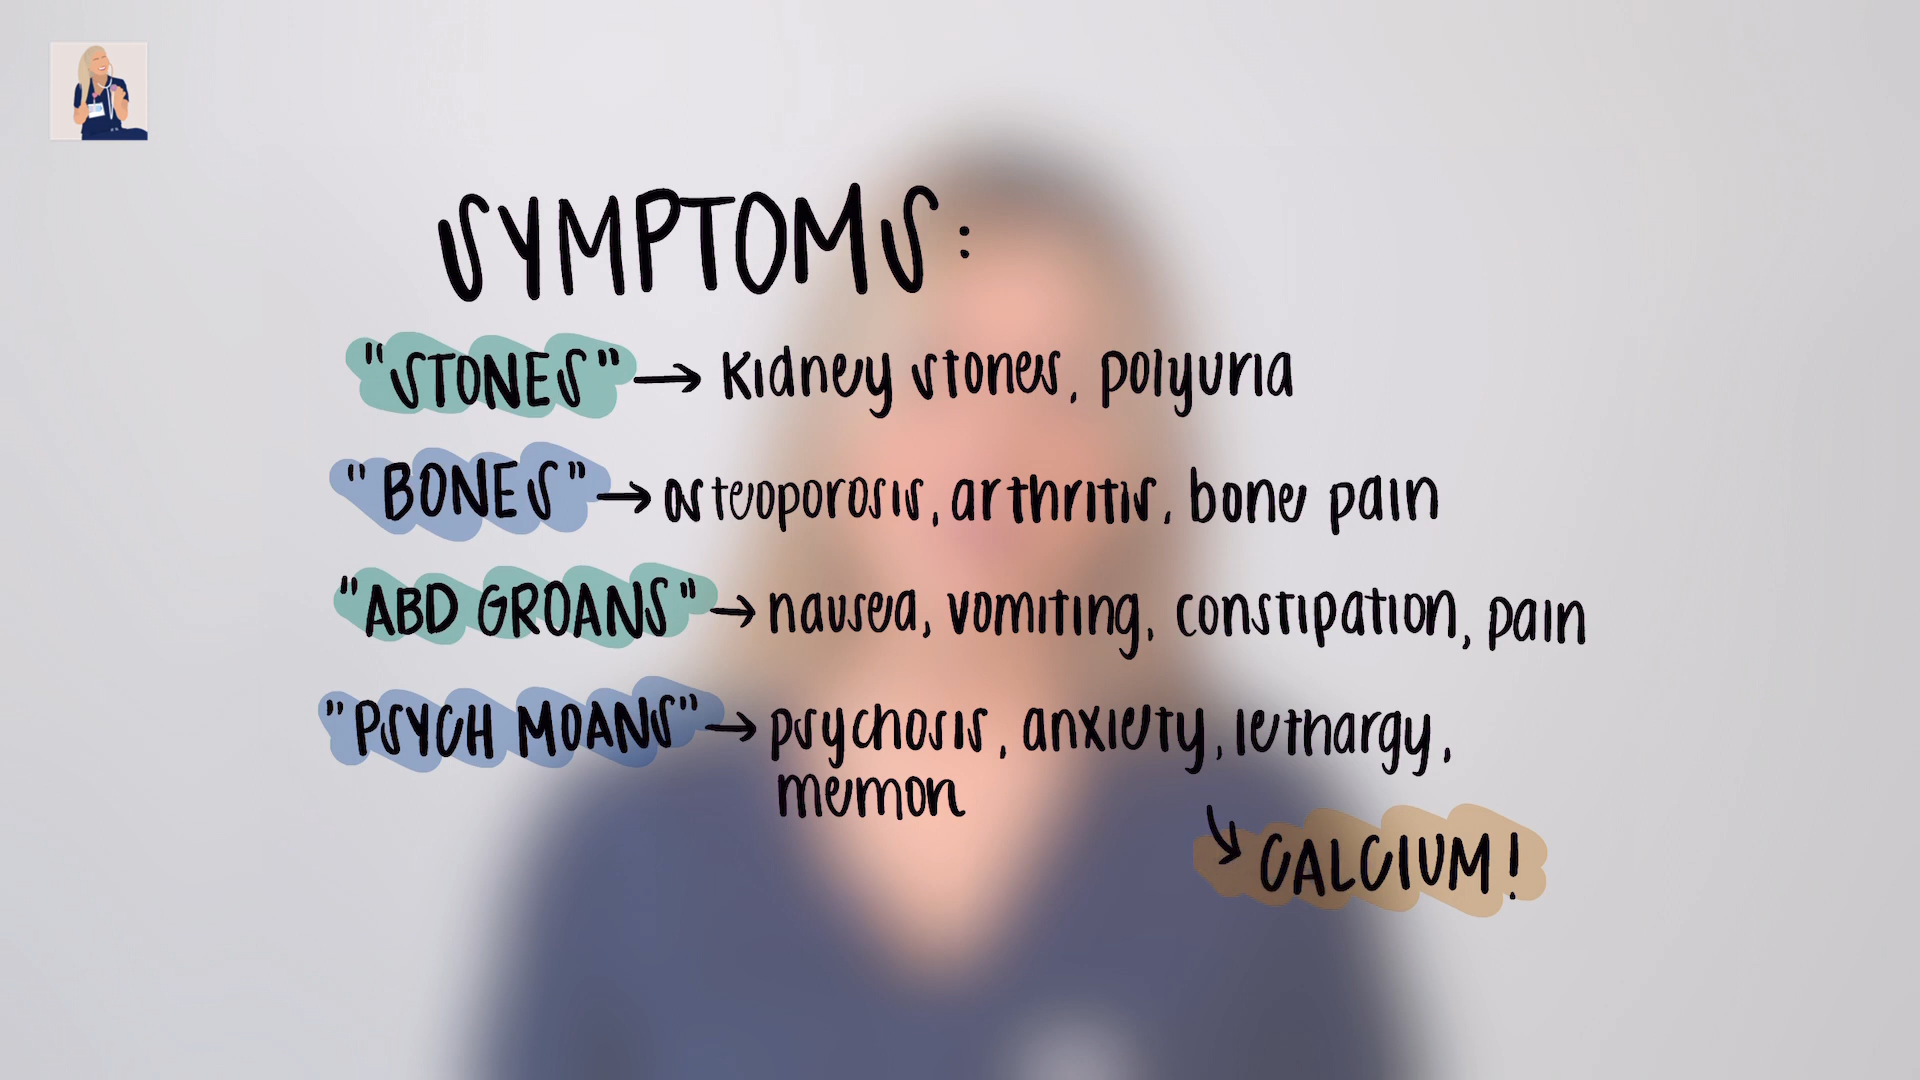 SYMPTOMS:
"STONES" → kidney stones, polyuria
"BONES" → osteoporosis, arthritis, bone pain
"ABD GROANS" → nausea, vomiting, constipation, pain
"PSYCH MOANS" → psychosis, anxiety, lethargy,
memor
↘ CALCIUM!